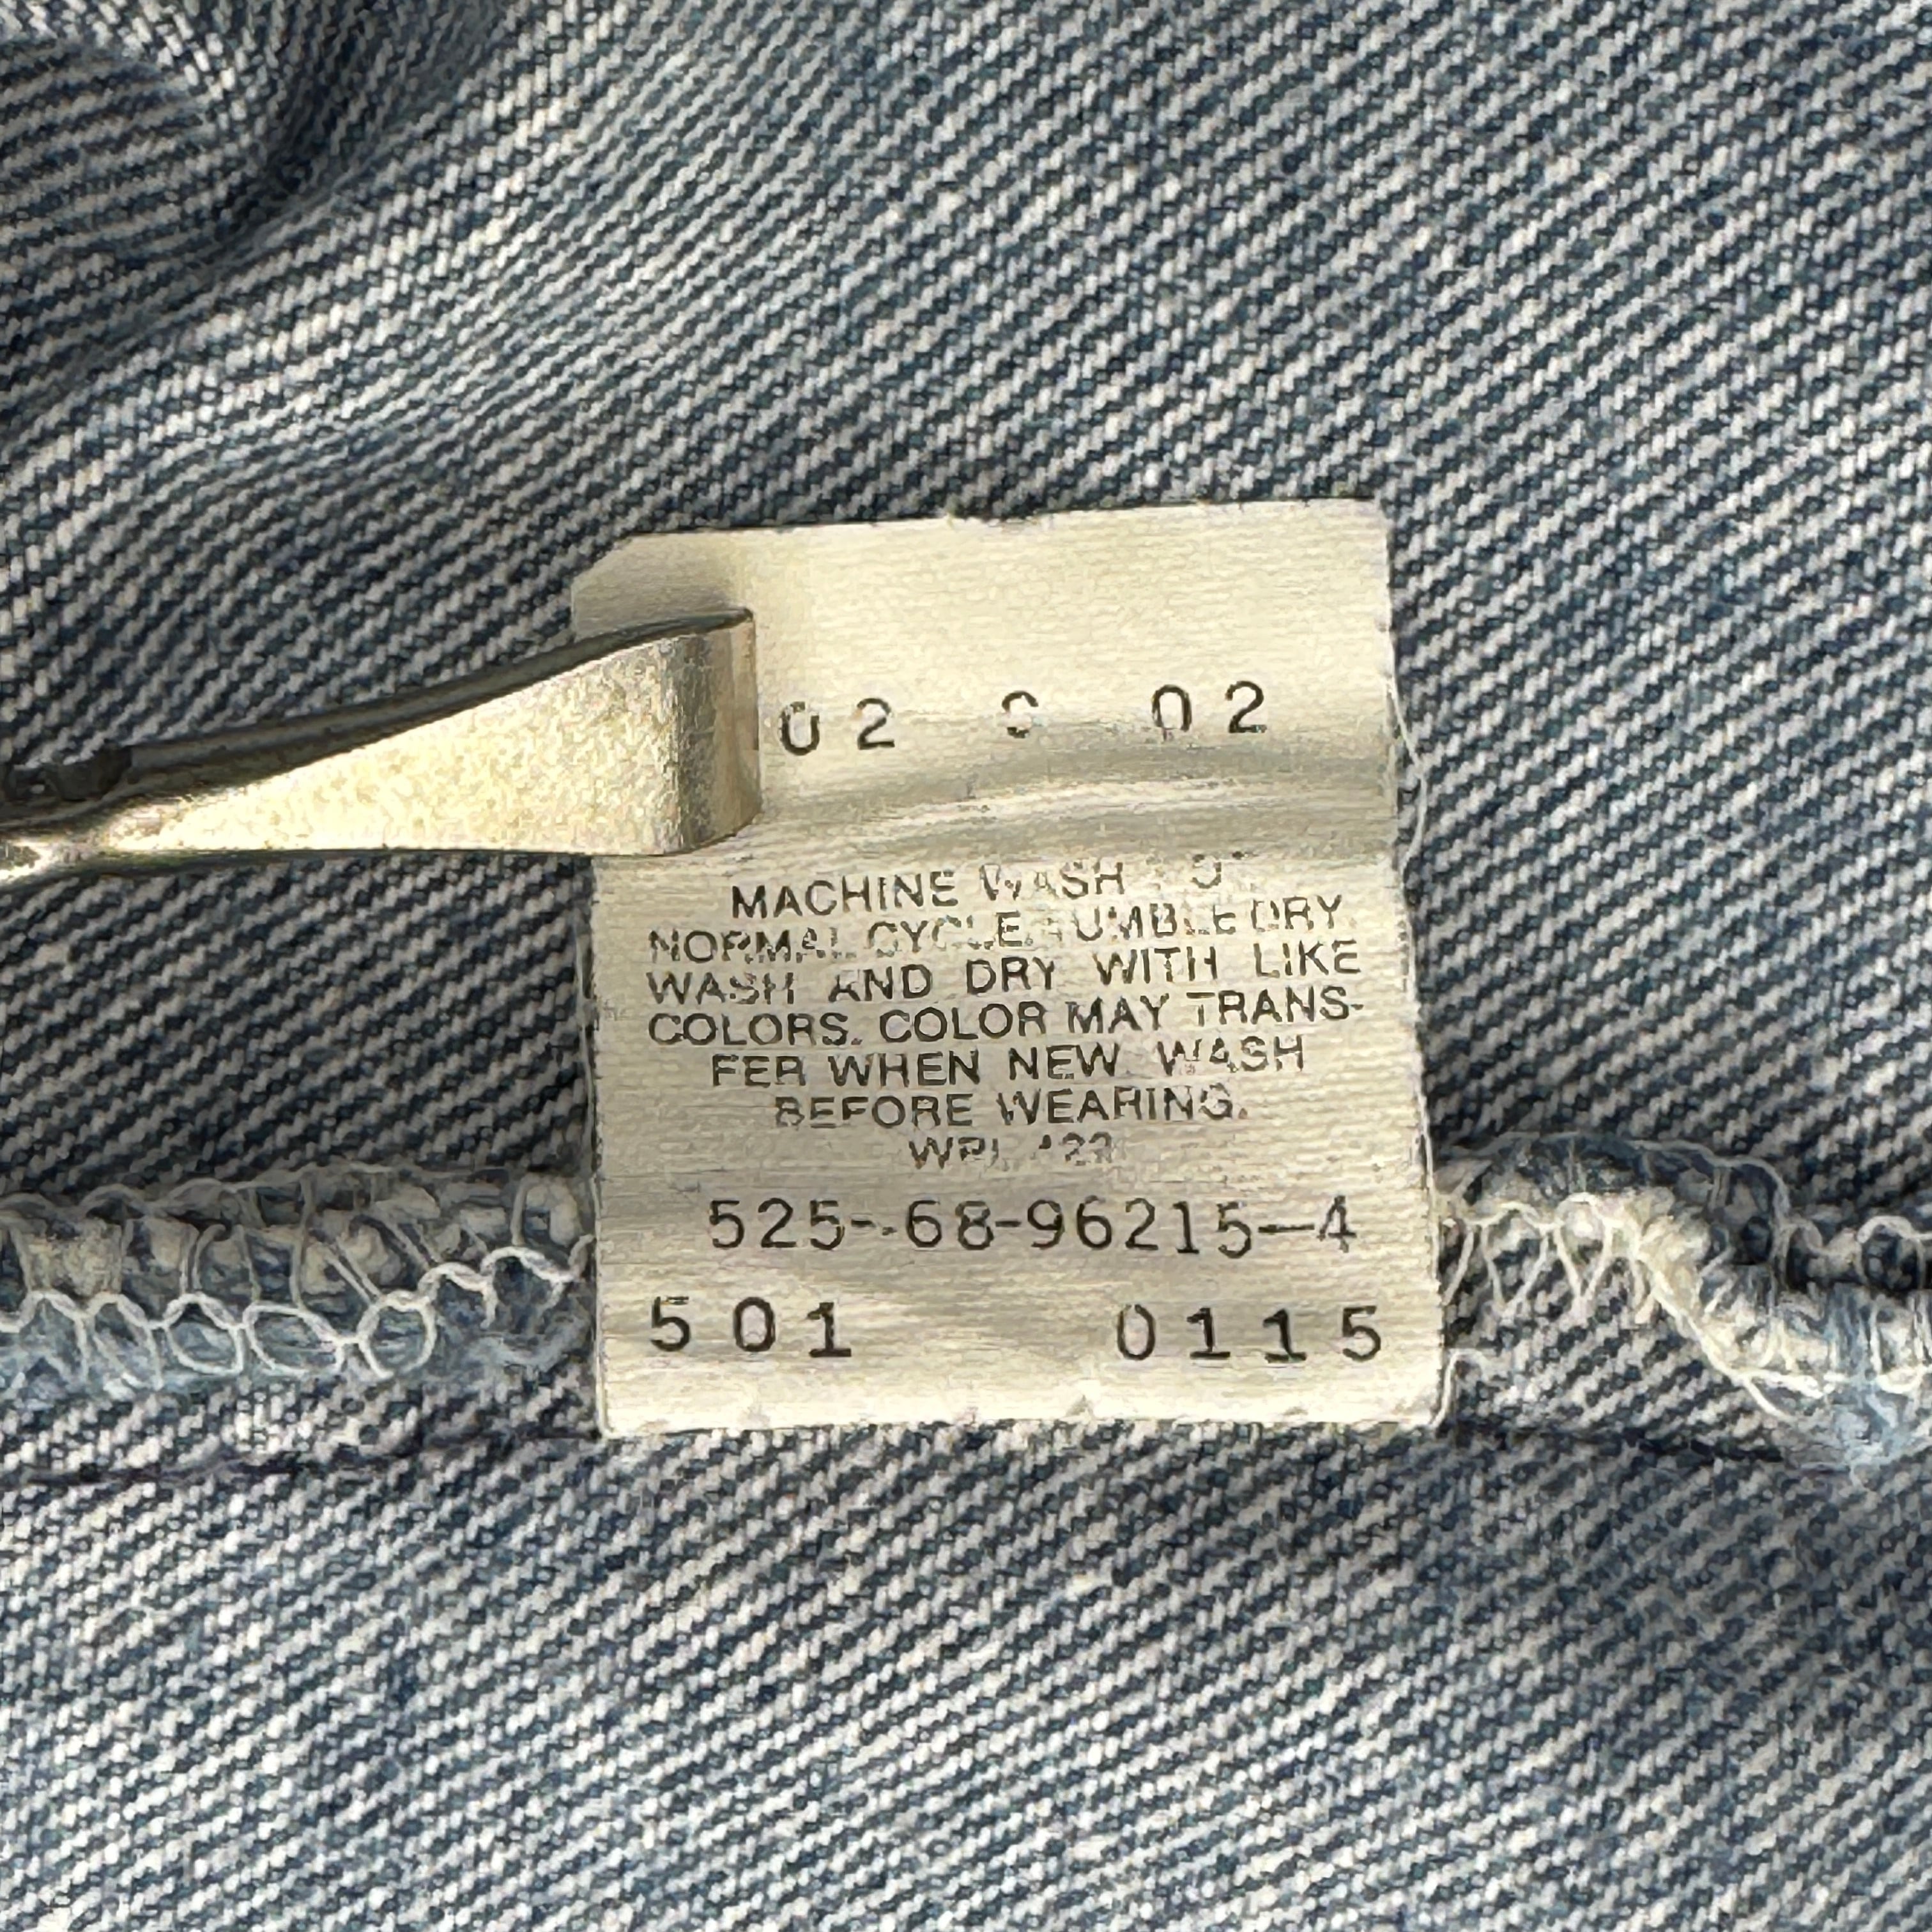 02 02
MACHINE WASH
NORMAL CYCLE. TUMBLE DRY.
WASH AND DRY WITH LIKE
COLORS. COLOR MAY TRANS-
FER WHEN NEW. WASH
BEFORE WEARING.
525-68-96215-4
501 0115